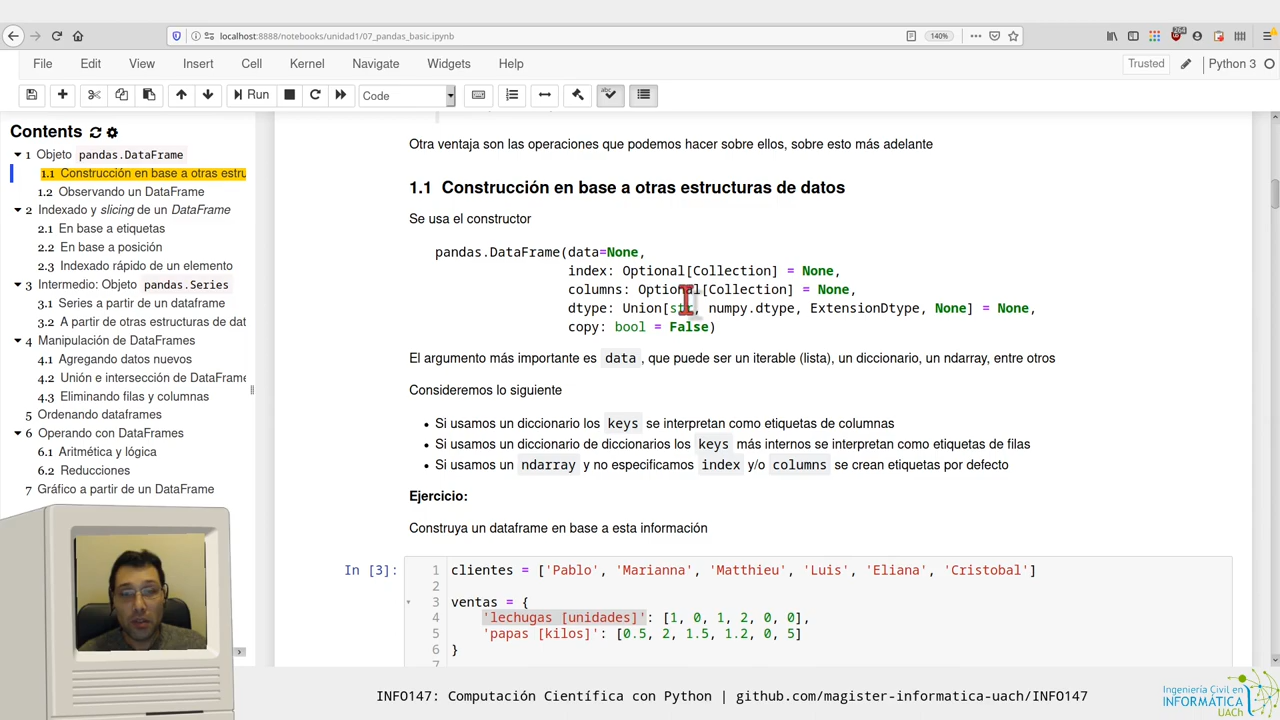 localhost:8888/notebooks/unidad1/07_pandas_basic.ipynb
140%
264
File Edit View Insert Cell Kernel Navigate Widgets Help
Trusted
Python 3
Run
Code
abc
Contents
1 Objeto pandas.DataFrame
1.1 Construcción en base a otras estru
1.2 Observando un DataFrame
2 Indexado y slicing de un DataFrame
2.1 En base a etiquetas
2.2 En base a posición
2.3 Indexado rápido de un elemento
3 Intermedio: Objeto pandas.Series
3.1 Series a partir de un dataframe
3.2 A partir de otras estructuras de dat
4 Manipulación de DataFrames
4.1 Agregando datos nuevos
4.2 Unión e intersección de DataFrame
4.3 Eliminando filas y columnas
5 Ordenando dataframes
6 Operando con DataFrames
6.1 Aritmética y lógica
6.2 Reducciones
7 Gráfico a partir de un DataFrame
Otra ventaja son las operaciones que podemos hacer sobre ellos, sobre esto más adelante
1.1 Construcción en base a otras estructuras de datos
Se usa el constructor
pandas.DataFrame(data=None,
index: Optional[Collection] = None,
columns: Optional[Collection] = None,
dtype: Union[str, numpy.dtype, ExtensionDtype, None] = None,
copy: bool = False)
El argumento más importante es data, que puede ser un iterable (lista), un diccionario, un ndarray, entre otros
Consideremos lo siguiente
• Si usamos un diccionario los keys se interpretan como etiquetas de columnas
• Si usamos un diccionario de diccionarios los keys más internos se interpretan como etiquetas de filas
• Si usamos un ndarray y no especificamos index y/o columns se crean etiquetas por defecto
Ejercicio:
Construya un dataframe en base a esta información
In [3]:
1 clientes = ['Pablo', 'Marianna', 'Matthieu', 'Luis', 'Eliana', 'Cristobal']
2
3 ventas = {
4 'lechugas [unidades]': [1, 0, 1, 2, 0, 0],
5 'papas [kilos]': [0.5, 2, 1.5, 1.2, 0, 5]
6 }
7
INFO147: Computación Científica con Python | github.com/magister-informatica-uach/INFO147
Ingeniería Civil en
INFORMÁTICA
UACh